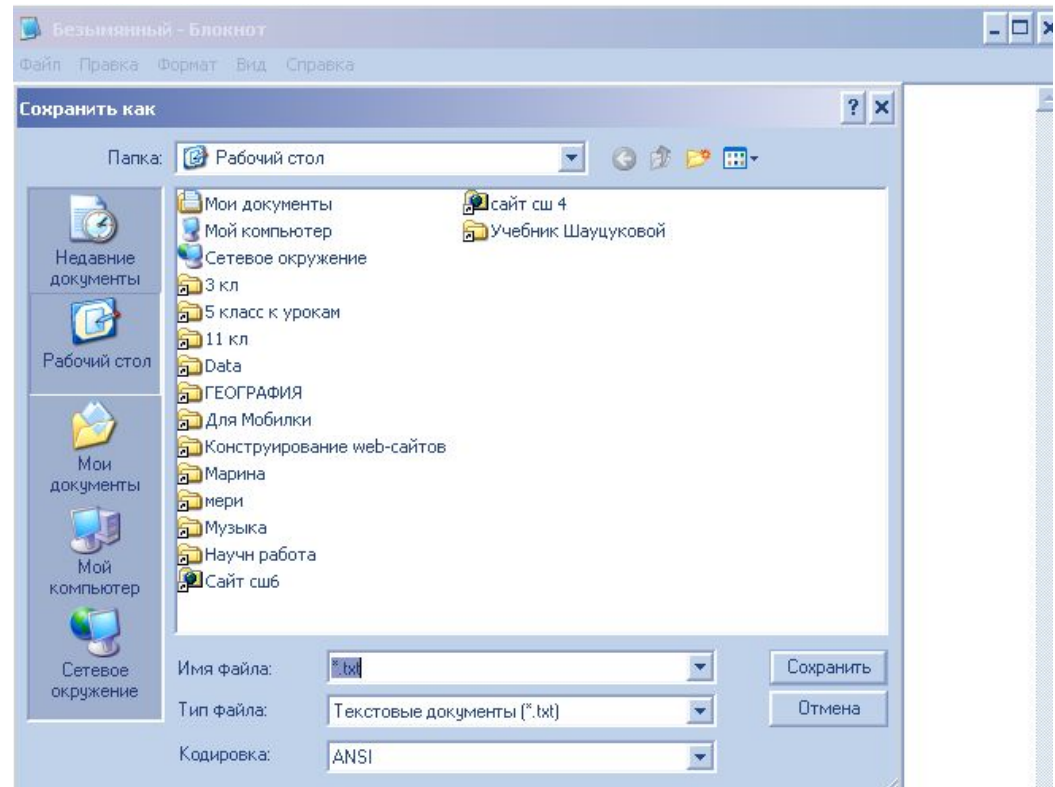 Безымянный - Блокнот
Файл Правка Формат Вид Справка
Сохранить как
Папка: Рабочий стол
Недавние документы
Рабочий стол
Мои документы
Мой компьютер
Сетевое окружение
Мои документы
Мой компьютер
Сетевое окружение
3 кл
5 класс к урокам
11 кл
Data
ГЕОГРАФИЯ
Для Мобилки
Конструирование web-сайтов
Марина
мери
Музыка
Научн работа
Сайт сш6
сайт сш 4
Учебник Шауцуковой
Имя файла: *.txt
Сохранить
Тип файла: Текстовые документы (*.txt)
Отмена
Кодировка: ANSI